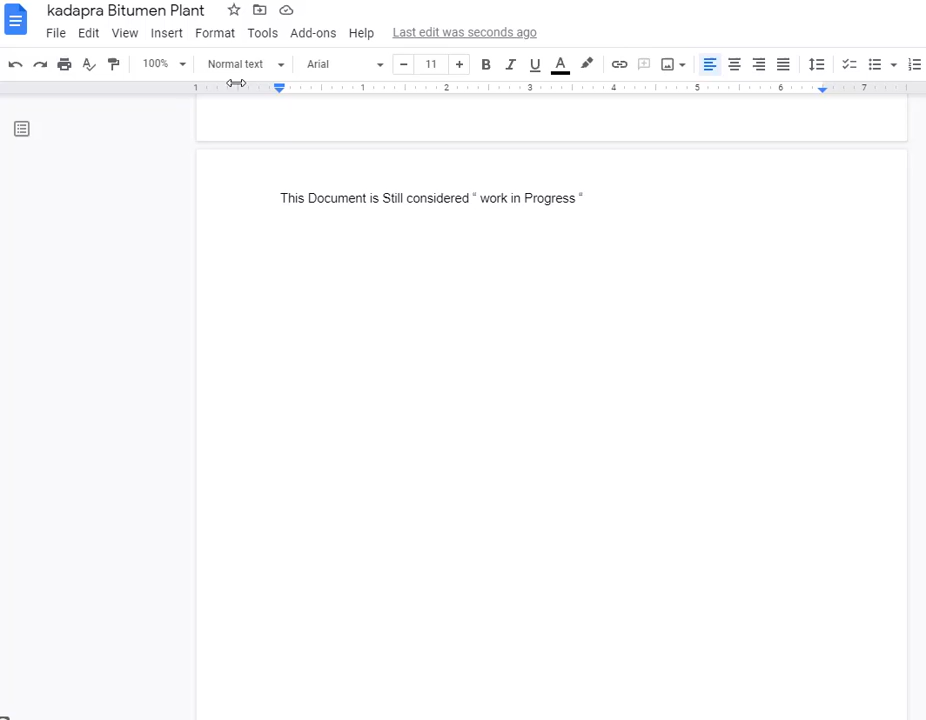 kadapra Bitumen Plant
File Edit View Insert Format Tools Add-ons Help Last edit was seconds ago
100% Normal text Arial − 11 + B I U A
1 1 2 3 4 5 6 7
This Document is Still considered “ work in Progress “